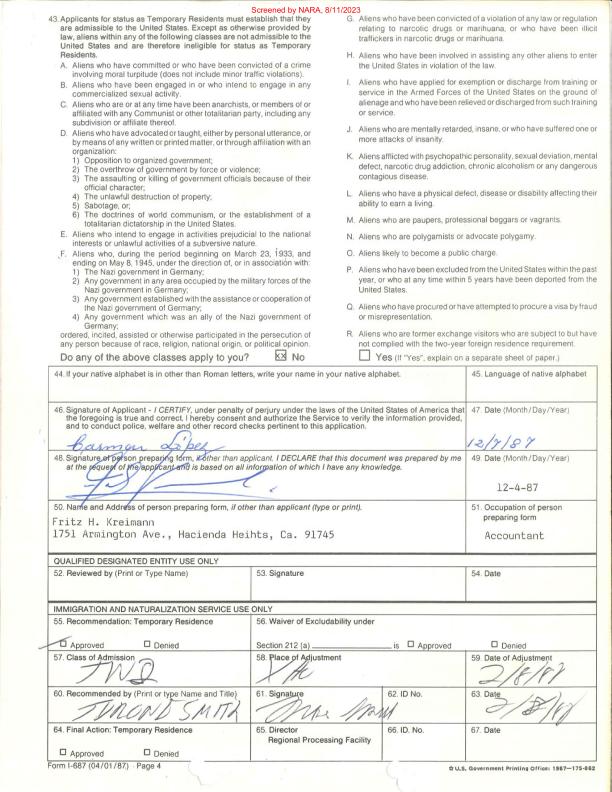 Screened by NARA, 8/11/2023
43. Applicants for status as Temporary Residents must establish that they
are admissible to the United States. Except as otherwise provided by
law, aliens within any of the following classes are not admissible to the
United States and are therefore ineligible for status as Temporary
Residents.
A. Aliens who have committed or who have been convicted of a crime
involving moral turpitude (does not include minor traffic violations).
B. Aliens who have been engaged in or who intend to engage in any
commercialized sexual activity.
C. Aliens who are or at any time have been anarchists, or members of or
affiliated with any Communist or other totalitarian party, including any
subdivision or affiliate thereof.
D. Aliens who have advocated or taught, either by personal utterance, or
by means of any written or printed matter, or through affiliation with an
organization:
1) Opposition to organized government;
2) The overthrow of government by force or violence;
3) The assaulting or killing of government officials because of their
official character;
4) The unlawful destruction of property;
5) Sabotage, or;
6) The doctrines of world communism, or the establishment of a
totalitarian dictatorship in the United States.
E. Aliens who intend to engage in activities prejudicial to the national
interests or unlawful activities of a subversive nature.
F. Aliens who, during the period beginning on March 23, 1933, and
ending on May 8, 1945, under the direction of, or in association with:
1) The Nazi government in Germany;
2) Any government in any area occupied by the military forces of the
Nazi government in Germany;
3) Any government established with the assistance or cooperation of
the Nazi government of Germany;
4) Any government which was an ally of the Nazi government of
Germany;
ordered, incited, assisted or otherwise participated in the persecution of
any person because of race, religion, national origin, or political opinion.
G. Aliens who have been convicted of a violation of any law or regulation
relating to narcotic drugs or marihuana, or who have been illicit
traffickers in narcotic drugs or marihuana.
H. Aliens who have been involved in assisting any other aliens to enter
the United States in violation of the law.
I. Aliens who have applied for exemption or discharge from training or
service in the Armed Forces of the United States on the ground of
alienage and who have been relieved or discharged from such training
or service.
J. Aliens who are mentally retarded, insane, or who have suffered one or
more attacks of insanity.
K. Aliens afflicted with psychopathic personality, sexual deviation, mental
defect, narcotic drug addiction, chronic alcoholism or any dangerous
contagious disease.
L. Aliens who have a physical defect, disease or disability affecting their
ability to earn a living.
M. Aliens who are paupers, professional beggars or vagrants.
N. Aliens who are polygamists or advocate polygamy.
O. Aliens likely to become a public charge.
P. Aliens who have been excluded from the United States within the past
year, or who at any time within 5 years have been deported from the
United States.
Q. Aliens who have procured or have attempted to procure a visa by fraud
or misrepresentation.
R. Aliens who are former exchange visitors who are subject to but have
not complied with the two-year foreign residence requirement.
Do any of the above classes apply to you? XX No Yes (If "Yes", explain on a separate sheet of paper.)
44. If your native alphabet is in other than Roman letters, write your name in your native alphabet.
45. Language of native alphabet
46. Signature of Applicant - I CERTIFY, under penalty of perjury under the laws of the United States of America that
the foregoing is true and correct. I hereby consent and authorize the Service to verify the information provided,
and to conduct police, welfare and other record checks pertinent to this application.
Carmen López
47. Date (Month/Day/Year)
12/7/87
48. Signature of person preparing form, if other than applicant. I DECLARE that this document was prepared by me
at the request of the applicant and is based on all information of which I have any knowledge.
49. Date (Month/Day/Year)
12-4-87
50. Name and Address of person preparing form, if other than applicant (type or print).
Fritz H. Kreimann
1751 Armington Ave., Hacienda Heihts, Ca. 91745
51. Occupation of person
preparing form
Accountant
QUALIFIED DESIGNATED ENTITY USE ONLY
52. Reviewed by (Print or Type Name)
53. Signature
54. Date
IMMIGRATION AND NATURALIZATION SERVICE USE ONLY
55. Recommendation: Temporary Residence
Approved Denied
56. Waiver of Excludability under
Section 212 (a) is Approved Denied
57. Class of Admission
58. Place of Adjustment
59. Date of Adjustment
2/8/88
60. Recommended by (Print or type Name and Title)
61. Signature
62. ID No.
63. Date
64. Final Action: Temporary Residence
Approved Denied
65. Director
Regional Processing Facility
66. ID No.
67. Date
Form I-687 (04/01/87) Page 4
✩ U.S. Government Printing Office: 1987—175-862